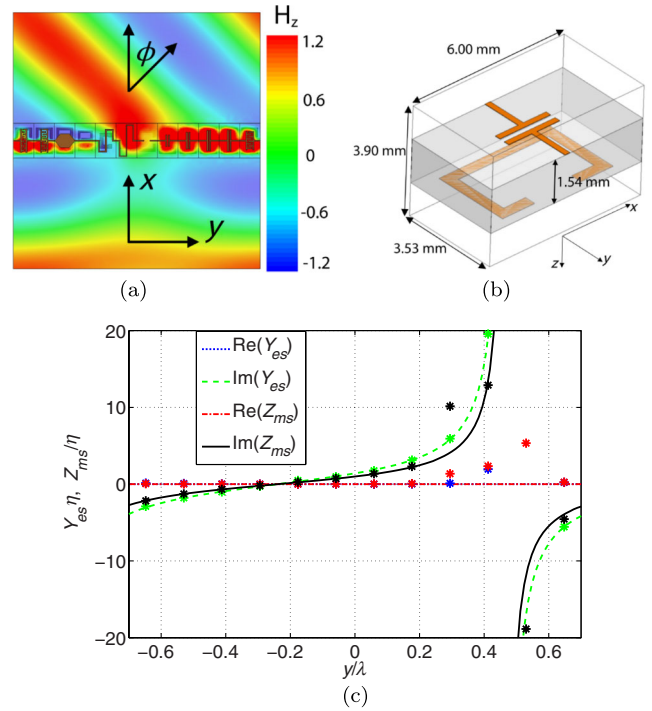 H_z
ϕ
x
y
1.2
0.6
0
-0.6
-1.2
(a)
6.00 mm
3.90 mm
1.54 mm
3.53 mm
x
y
z
(b)
Re(Y_es)
Im(Y_es)
Re(Z_ms)
Im(Z_ms)
Y_es η, Z_ms/η
20
10
0
−10
−20
−0.6 −0.4 −0.2 0 0.2 0.4 0.6
y/λ
(c)